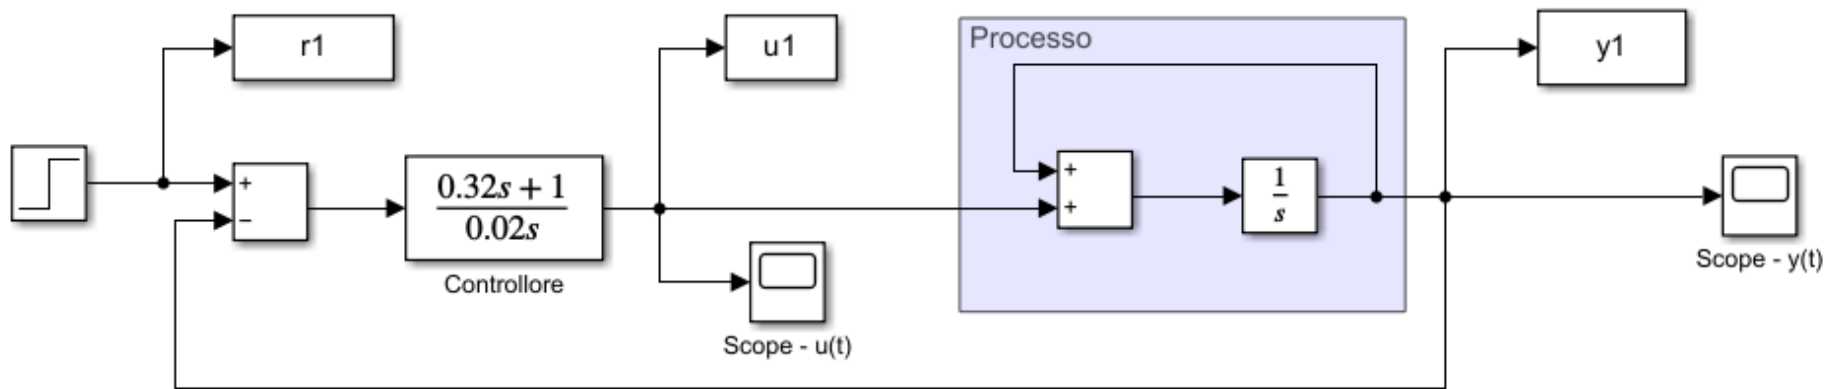 r1
u1
Processo
y1
+
−
0.32s + 1
0.02s
Controllore
+
+
1
s
Scope - u(t)
Scope - y(t)